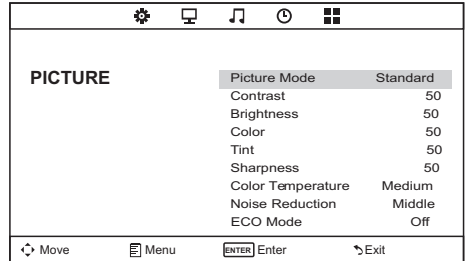 PICTURE
Picture Mode Standard
Contrast 50
Brightness 50
Color 50
Tint 50
Sharpness 50
Color Temperature Medium
Noise Reduction Middle
ECO Mode Off
Move Menu ENTER Enter Exit